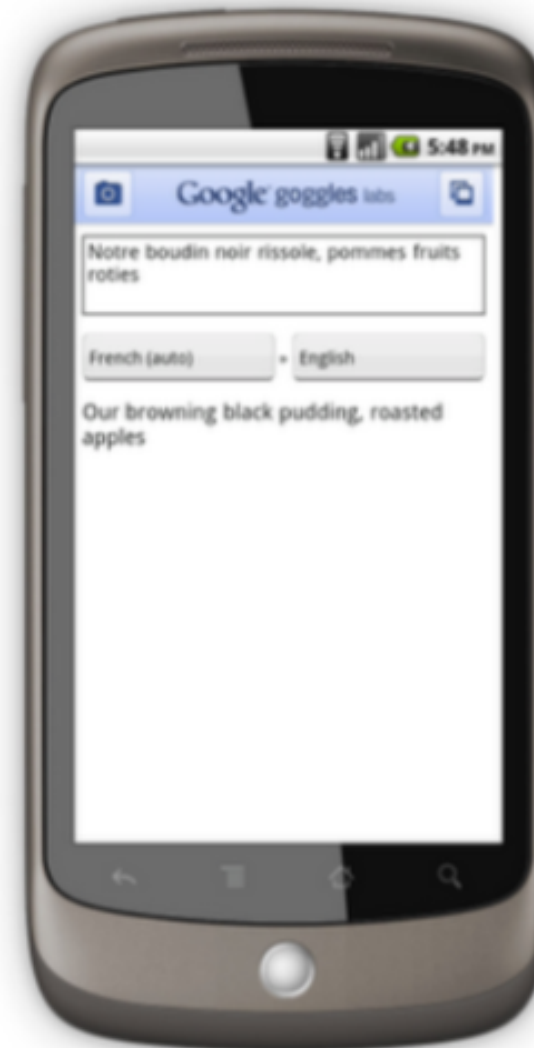 5:48 PM
Google goggles labs
Notre boudin noir rissole, pommes fruits
roties
French (auto)
English
Our browning black pudding, roasted
apples